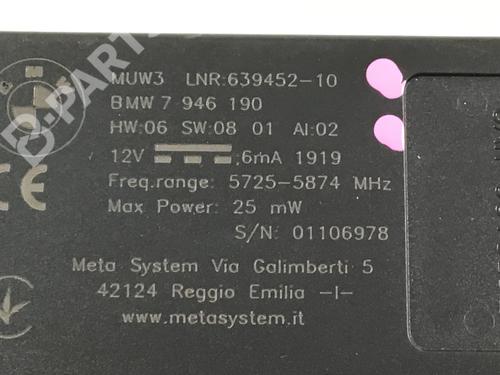 MUW3 LNR:639452-10
BMW 7 946 190
HW:06 SW:08 01 AI:02
12V ;6mA 1919
Freq.range: 5725-5874 MHz
Max Power: 25 mW
S/N: 01106978
Meta System Via Galimberti 5
42124 Reggio Emilia -I-
www.metasystem.it
CE